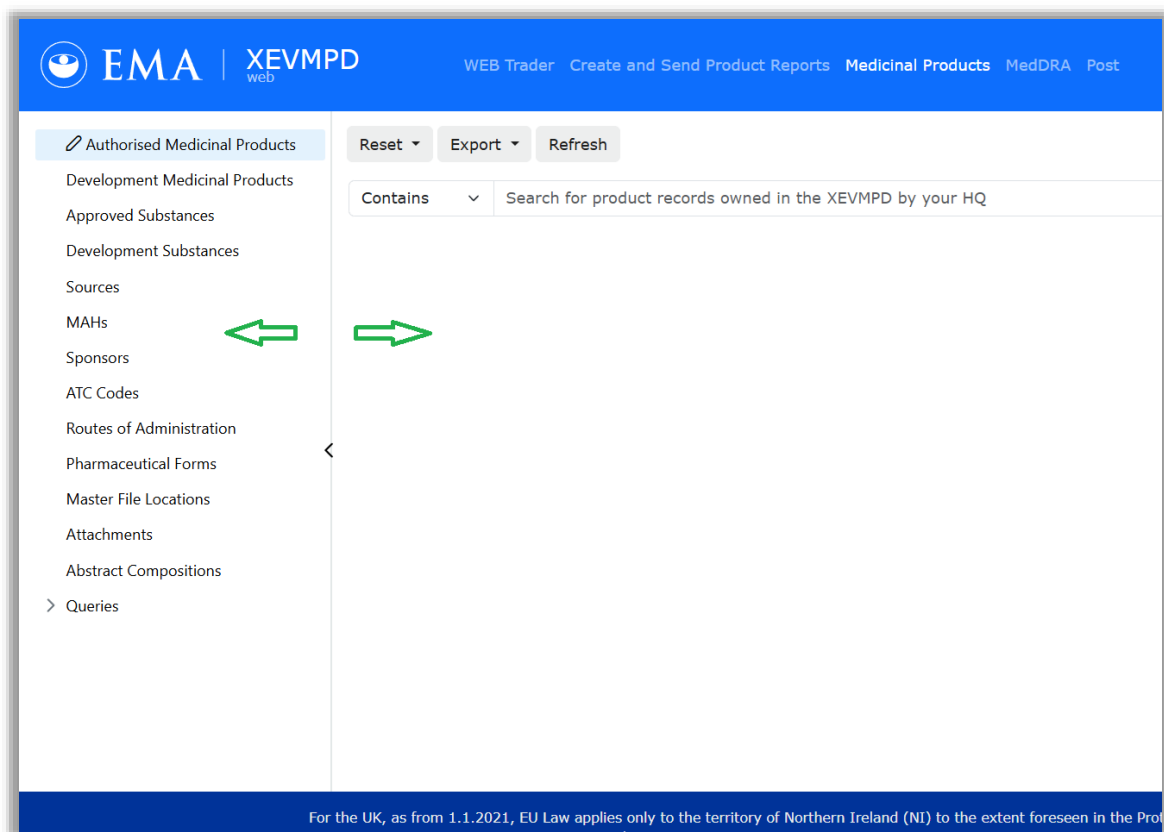 EMA XEVMPD
web
WEB Trader Create and Send Product Reports Medicinal Products MedDRA Post
Authorised Medicinal Products
Development Medicinal Products
Approved Substances
Development Substances
Sources
MAHs
Sponsors
ATC Codes
Routes of Administration
Pharmaceutical Forms
Master File Locations
Attachments
Abstract Compositions
Queries
Reset Export Refresh
Contains Search for product records owned in the XEVMPD by your HQ
For the UK, as from 1.1.2021, EU Law applies only to the territory of Northern Ireland (NI) to the extent foreseen in the